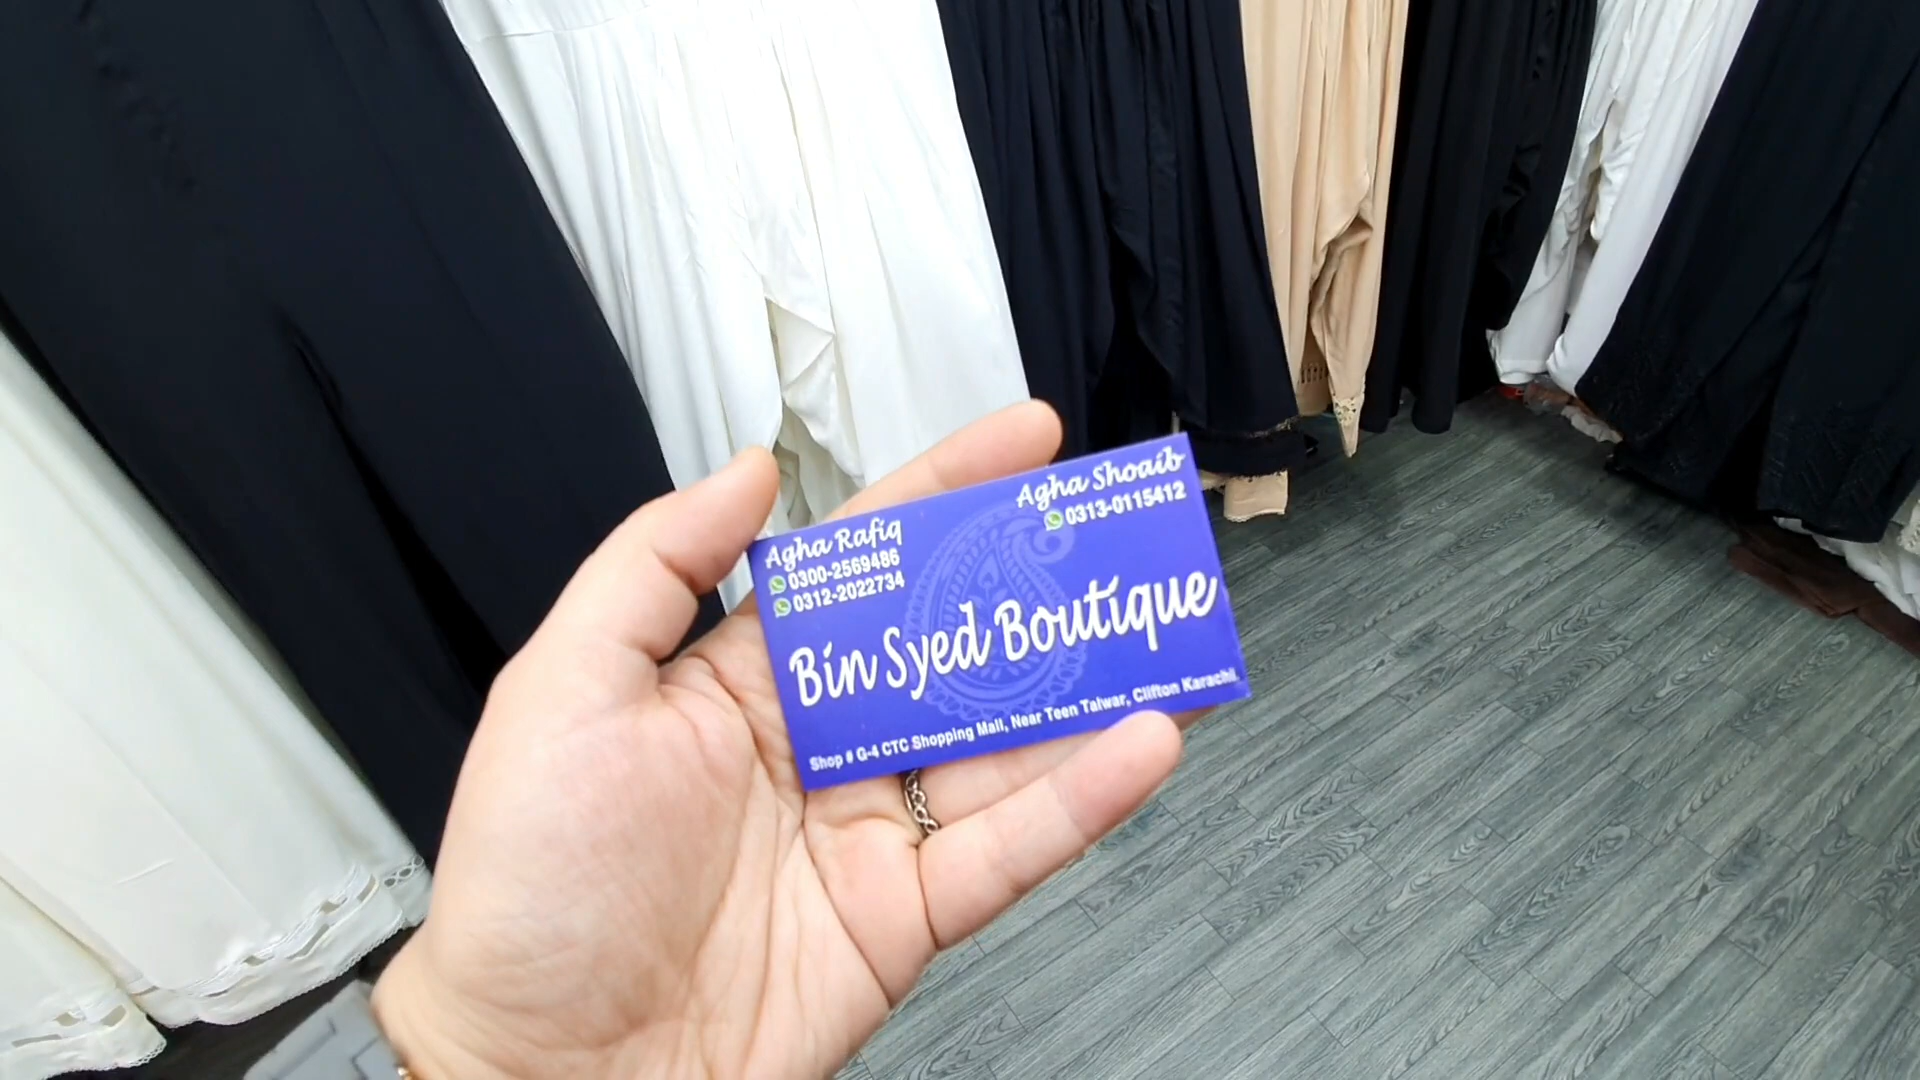 Agha Rafiq
0300-2569486
0312-2022734
Agha Shoaib
0313-0115412
Bin Syed Boutique
Shop # G-4 CTC Shopping Mall, Near Teen Talwar, Clifton Karachi.